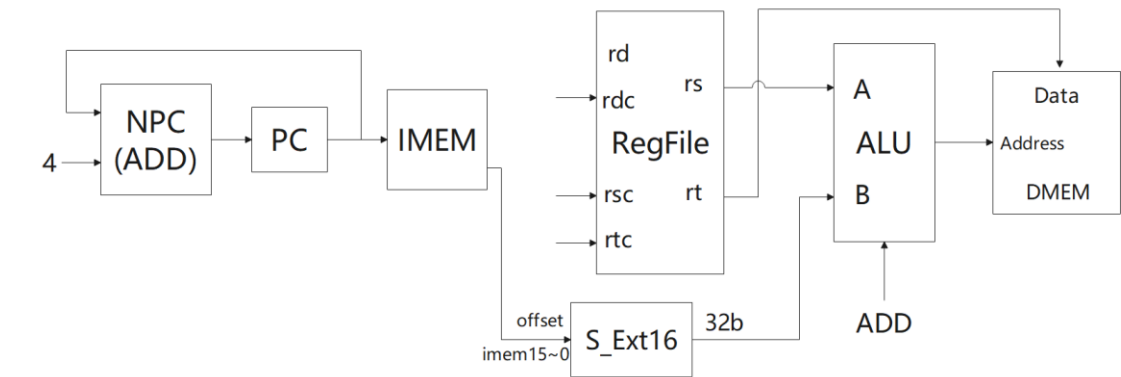 4
NPC
(ADD)
PC
IMEM
rd
rdc
rs
RegFile
rsc
rt
rtc
A
ALU
B
ADD
Data
Address
DMEM
offset
imem15~0
S_Ext16
32b